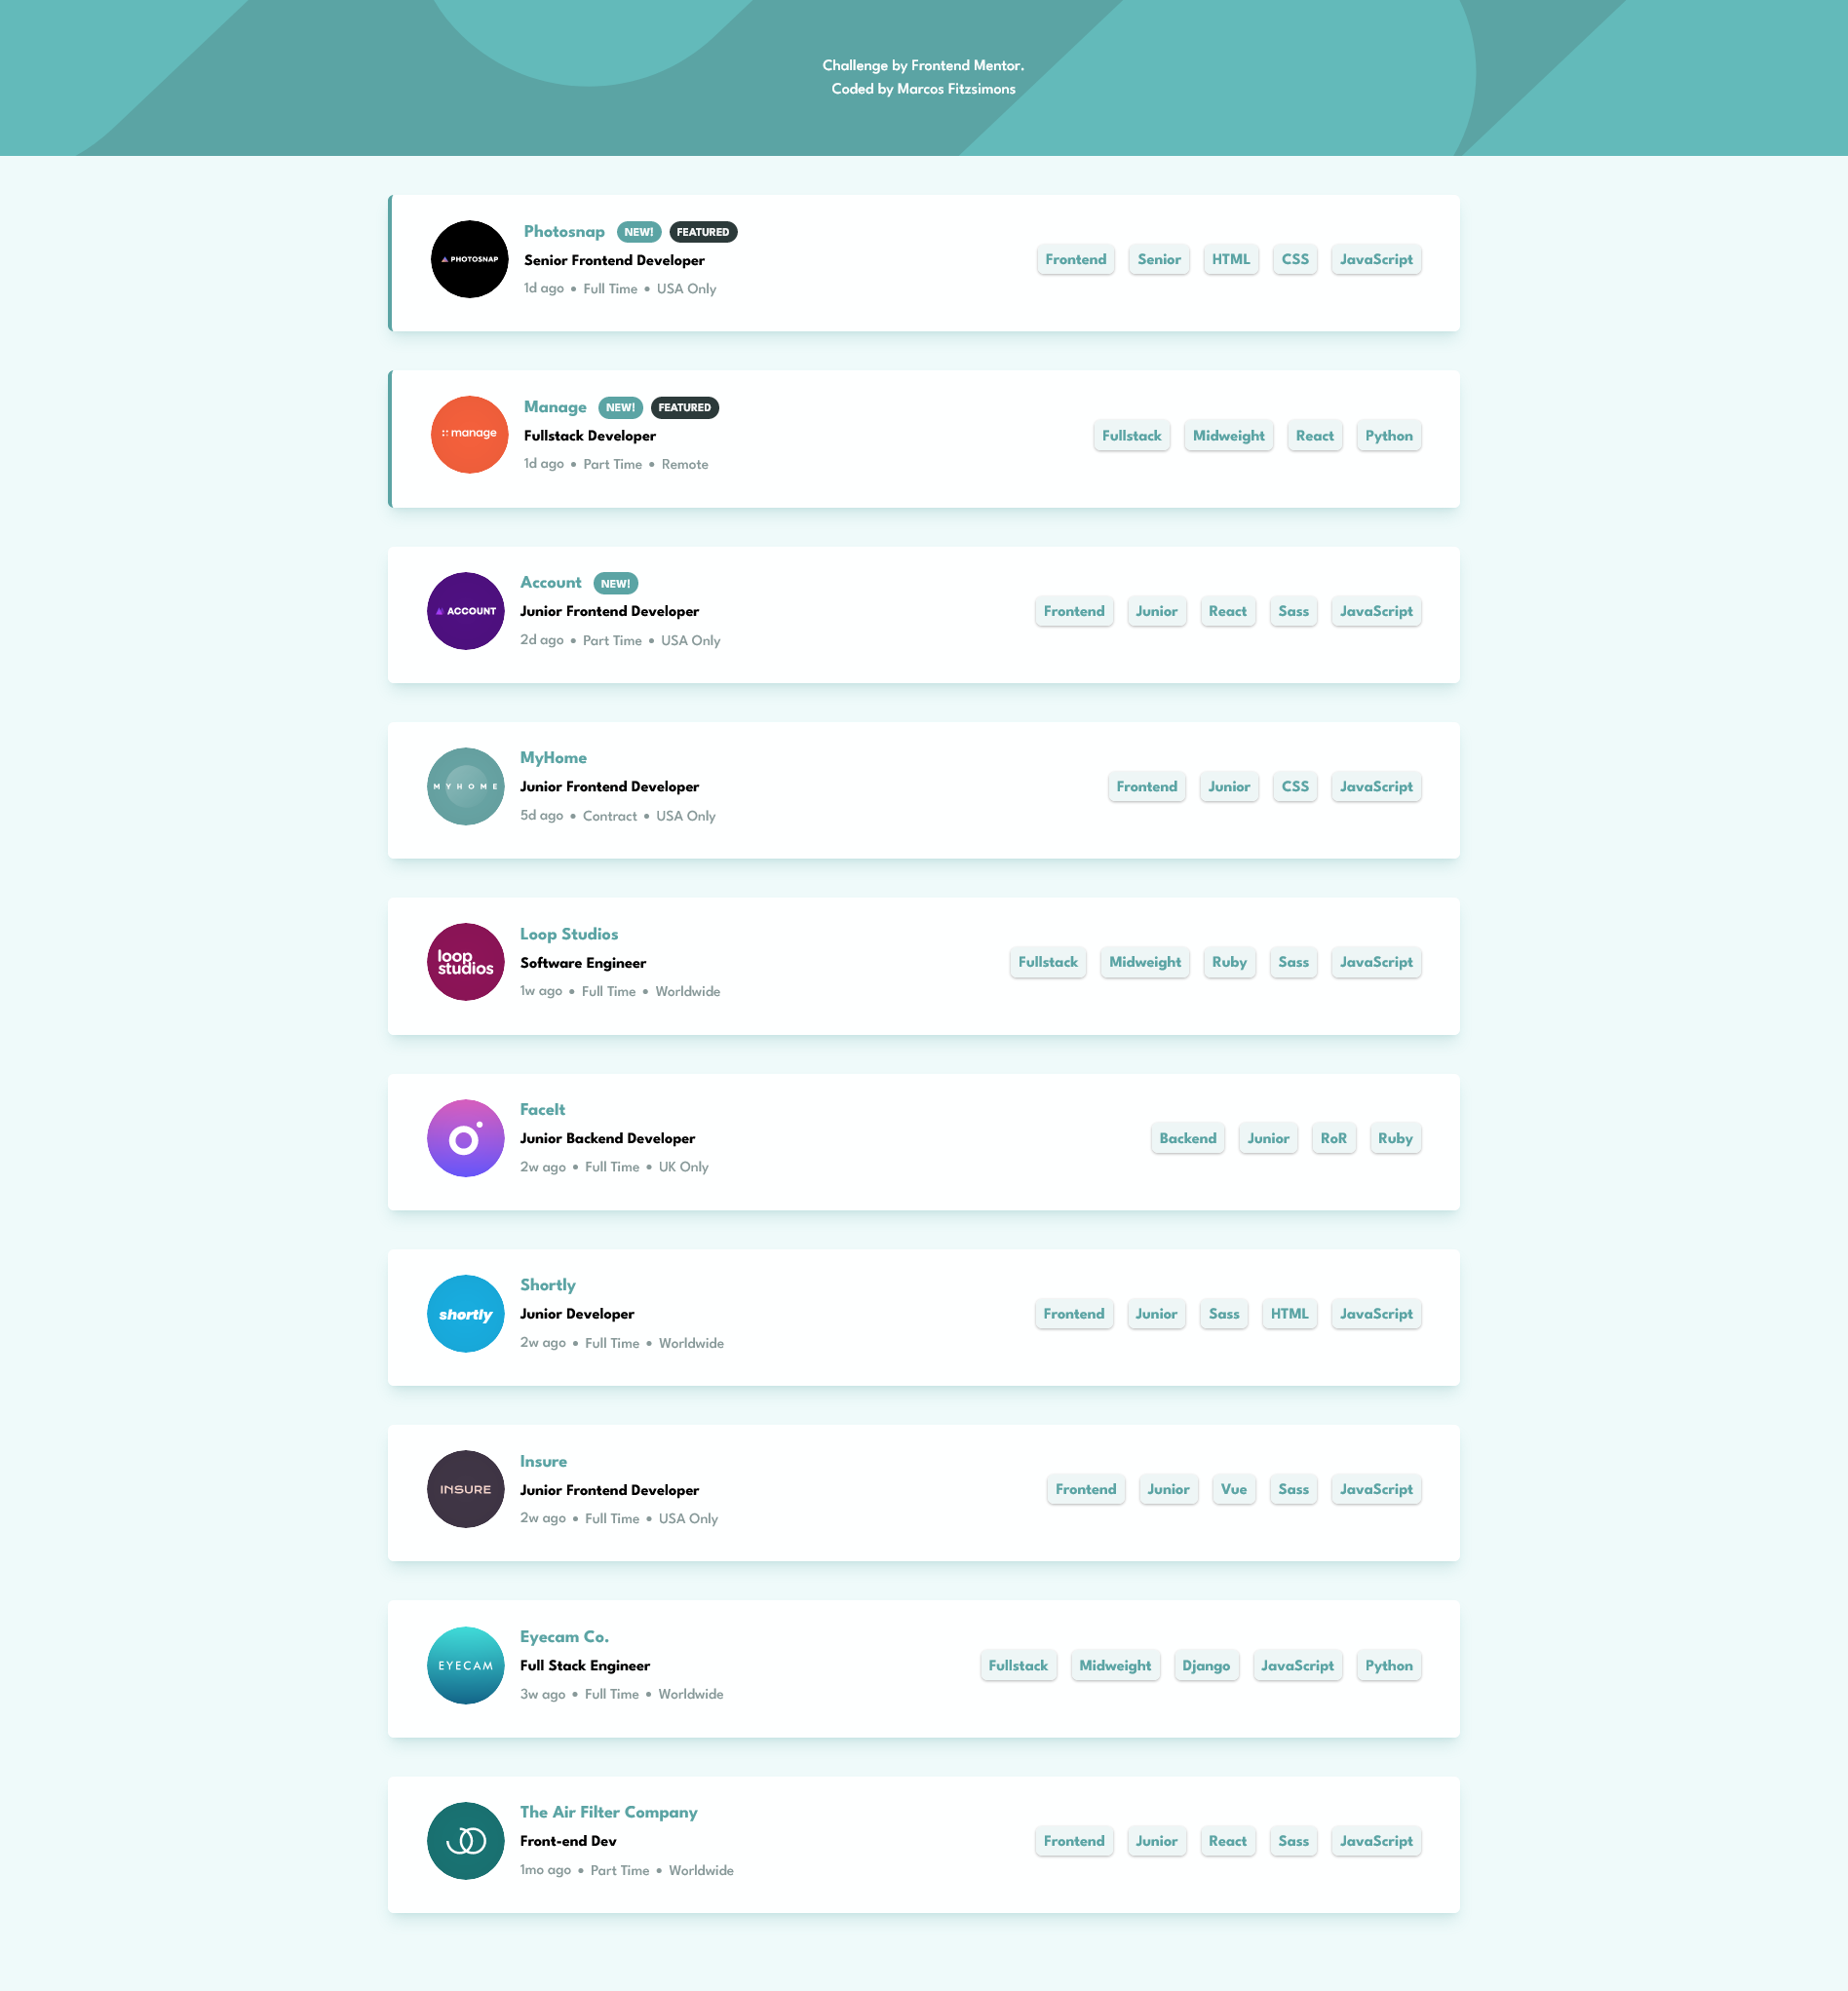 Challenge by Frontend Mentor.
Coded by Marcos Fitzsimons
PHOTOSNAP
Photosnap NEW! FEATURED
Senior Frontend Developer
1d ago • Full Time • USA Only
Frontend Senior HTML CSS JavaScript
manage
Manage NEW! FEATURED
Fullstack Developer
1d ago • Part Time • Remote
Fullstack Midweight React Python
ACCOUNT
Account NEW!
Junior Frontend Developer
2d ago • Part Time • USA Only
Frontend Junior React Sass JavaScript
MYHOME
MyHome
Junior Frontend Developer
5d ago • Contract • USA Only
Frontend Junior CSS JavaScript
loop
studios
Loop Studios
Software Engineer
1w ago • Full Time • Worldwide
Fullstack Midweight Ruby Sass JavaScript
FaceIt
Junior Backend Developer
2w ago • Full Time • UK Only
Backend Junior RoR Ruby
shortly
Shortly
Junior Developer
2w ago • Full Time • Worldwide
Frontend Junior Sass HTML JavaScript
INSURE
Insure
Junior Frontend Developer
2w ago • Full Time • USA Only
Frontend Junior Vue Sass JavaScript
EYECAM
Eyecam Co.
Full Stack Engineer
3w ago • Full Time • Worldwide
Fullstack Midweight Django JavaScript Python
The Air Filter Company
Front-end Dev
1mo ago • Part Time • Worldwide
Frontend Junior React Sass JavaScript